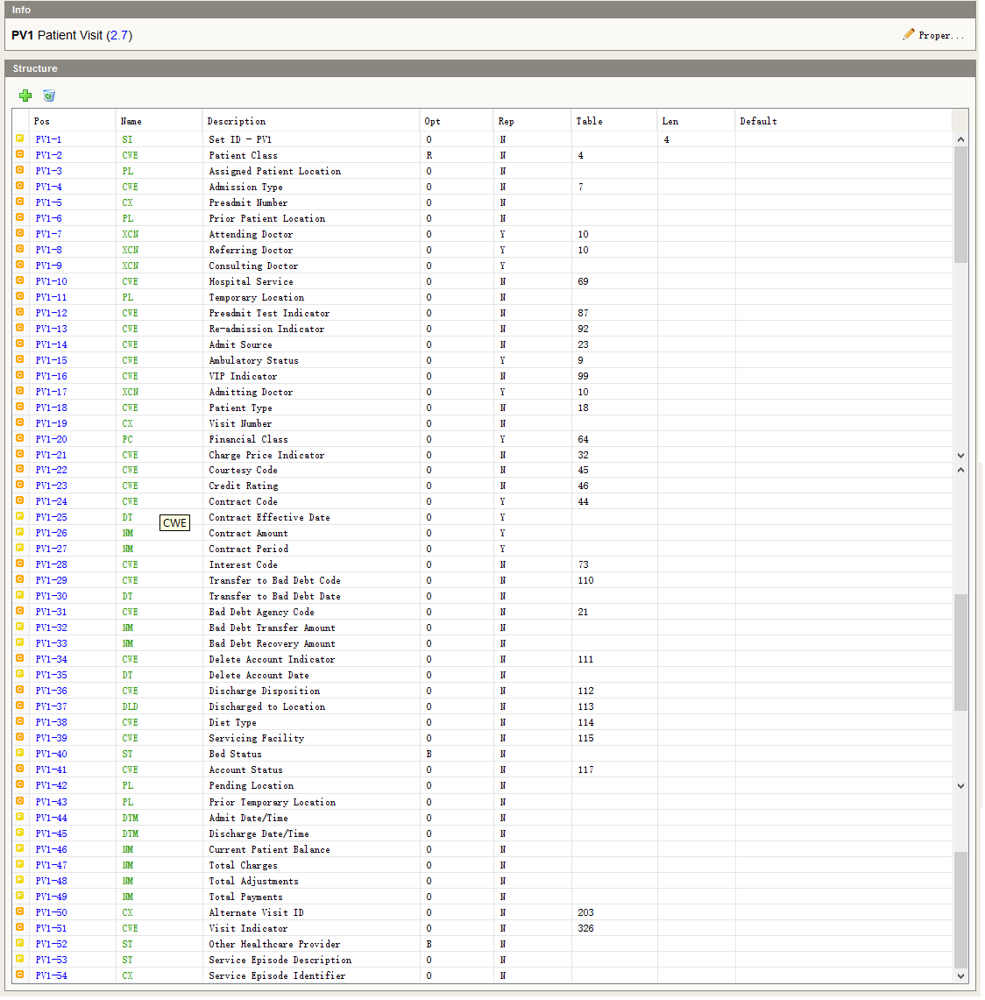 Info
PV1 Patient Visit (2.7) Proper...
Structure
Pos Name Description Opt Rep Table Len Default
PV1-1 SI Set ID - PV1 O N 4
PV1-2 CWE Patient Class R N 4
PV1-3 PL Assigned Patient Location O N
PV1-4 CWE Admission Type O N 7
PV1-5 CX Preadmit Number O N
PV1-6 PL Prior Patient Location O N
PV1-7 XCN Attending Doctor O Y 10
PV1-8 XCN Referring Doctor O Y 10
PV1-9 XCN Consulting Doctor O Y
PV1-10 CWE Hospital Service O N 69
PV1-11 PL Temporary Location O N
PV1-12 CWE Preadmit Test Indicator O N 87
PV1-13 CWE Re-admission Indicator O N 92
PV1-14 CWE Admit Source O N 23
PV1-15 CWE Ambulatory Status O Y 9
PV1-16 CWE VIP Indicator O N 99
PV1-17 XCN Admitting Doctor O Y 10
PV1-18 CWE Patient Type O N 18
PV1-19 CX Visit Number O N
PV1-20 FC Financial Class O Y 64
PV1-21 CWE Charge Price Indicator O N 32
PV1-22 CWE Courtesy Code O N 45
PV1-23 CWE Credit Rating O N 46
PV1-24 CWE Contract Code O Y 44
PV1-25 DT Contract Effective Date O Y
CWE
PV1-26 NM Contract Amount O Y
PV1-27 NM Contract Period O Y
PV1-28 CWE Interest Code O N 73
PV1-29 CWE Transfer to Bad Debt Code O N 110
PV1-30 DT Transfer to Bad Debt Date O N
PV1-31 CWE Bad Debt Agency Code O N 21
PV1-32 NM Bad Debt Transfer Amount O N
PV1-33 NM Bad Debt Recovery Amount O N
PV1-34 CWE Delete Account Indicator O N 111
PV1-35 DT Delete Account Date O N
PV1-36 CWE Discharge Disposition O N 112
PV1-37 DLD Discharged to Location O N 113
PV1-38 CWE Diet Type O N 114
PV1-39 CWE Servicing Facility O N 115
PV1-40 ST Bed Status B N
PV1-41 CWE Account Status O N 117
PV1-42 PL Pending Location O N
PV1-43 PL Prior Temporary Location O N
PV1-44 DTM Admit Date/Time O N
PV1-45 DTM Discharge Date/Time O N
PV1-46 NM Current Patient Balance O N
PV1-47 NM Total Charges O N
PV1-48 NM Total Adjustments O N
PV1-49 NM Total Payments O N
PV1-50 CX Alternate Visit ID O N 203
PV1-51 CWE Visit Indicator O N 326
PV1-52 ST Other Healthcare Provider B N
PV1-53 ST Service Episode Description O N
PV1-54 CX Service Episode Identifier O N